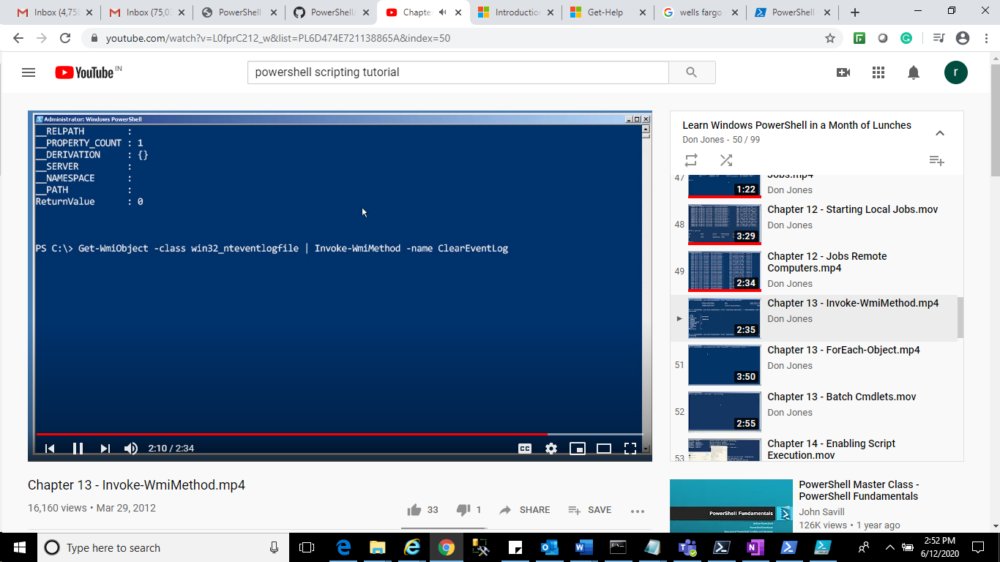 Inbox (4,75
Inbox (75,0
PowerShell
PowerShell
Chapte
Introduction
Get-Help
wells fargo
PowerShell
youtube.com/watch?v=L0fprC212_w&list=PL6D474E721138865A&index=50
YouTube IN
powershell scripting tutorial
r
Administrator: Windows PowerShell
__RELPATH :
__PROPERTY_COUNT : 1
__DERIVATION : {}
__SERVER :
__NAMESPACE :
__PATH :
ReturnValue : 0
PS C:\> Get-WmiObject -class win32_nteventlogfile | Invoke-WmiMethod -name ClearEventLog
2:10 / 2:34
CC
Chapter 13 - Invoke-WmiMethod.mp4
16,160 views • Mar 29, 2012
33
1
SHARE
SAVE
Learn Windows PowerShell in a Month of Lunches
Don Jones - 50 / 99
47
Jobs.mp4
Don Jones
1:22
48
Chapter 12 - Starting Local Jobs.mov
Don Jones
3:29
49
Chapter 12 - Jobs Remote
Computers.mp4
Don Jones
2:34
Chapter 13 - Invoke-WmiMethod.mp4
Don Jones
2:35
51
Chapter 13 - ForEach-Object.mp4
Don Jones
3:50
52
Chapter 13 - Batch Cmdlets.mov
Don Jones
2:55
53
Chapter 14 - Enabling Script
Execution.mov
PowerShell Fundamentals
PowerShell Master Class -
PowerShell Fundamentals
John Savill
126K views • 1 year ago
Type here to search
2:52 PM
6/12/2020